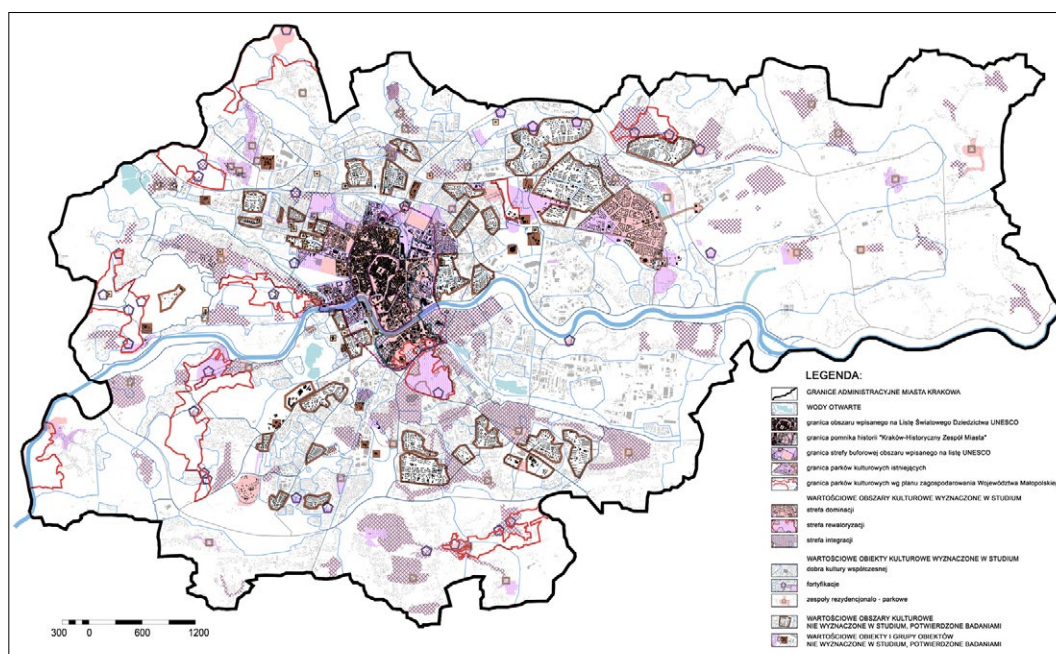 LEGENDA:
GRANICE ADMINISTRACYJNE MIASTA KRAKOWA
WODY OTWARTE
granica obszaru wpisanego na Listę Światowego Dziedzictwa UNESCO
granica pomnika historii "Kraków-Historyczny Zespół Miasta"
granica strefy buforowej obszaru wpisanego na listę UNESCO
granica parków kulturowych istniejących
granica parków kulturowych wg planu zagospodarowania Województwa Małopolskie
WARTOŚCIOWE OBSZARY KULTUROWE WYZNACZONE W STUDIUM
strefa dominacji
strefa rewaloryzacji
strefa integracji
WARTOŚCIOWE OBIEKTY KULTUROWE WYZNACZONE W STUDIUM
dobra kultury współczesnej
fortyfikacje
zespoły rezydencjonalo - parkowe
WARTOŚCIOWE OBSZARY KULTUROWE
NIE WYZNACZONE W STUDIUM, POTWIERDZONE BADANIAMI
WARTOŚCIOWE OBIEKTY I GRUPY OBIEKTÓW
NIE WYZNACZONE W STUDIUM, POTWIERDZONE BADANIAMI
300 0 600 1200